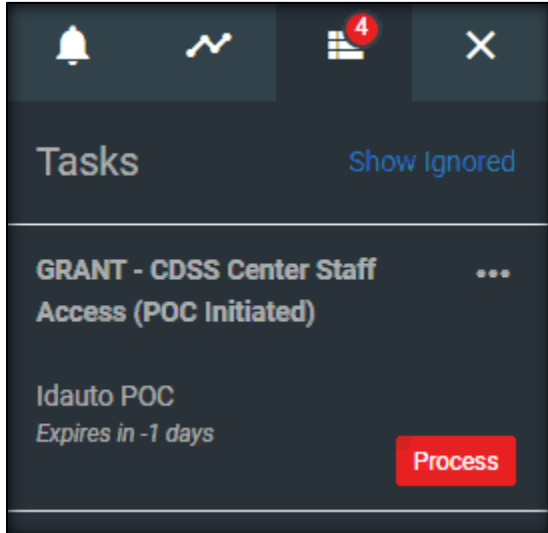 4
Tasks Show Ignored
GRANT - CDSS Center Staff
Access (POC Initiated)
Idauto POC
Expires in -1 days
Process